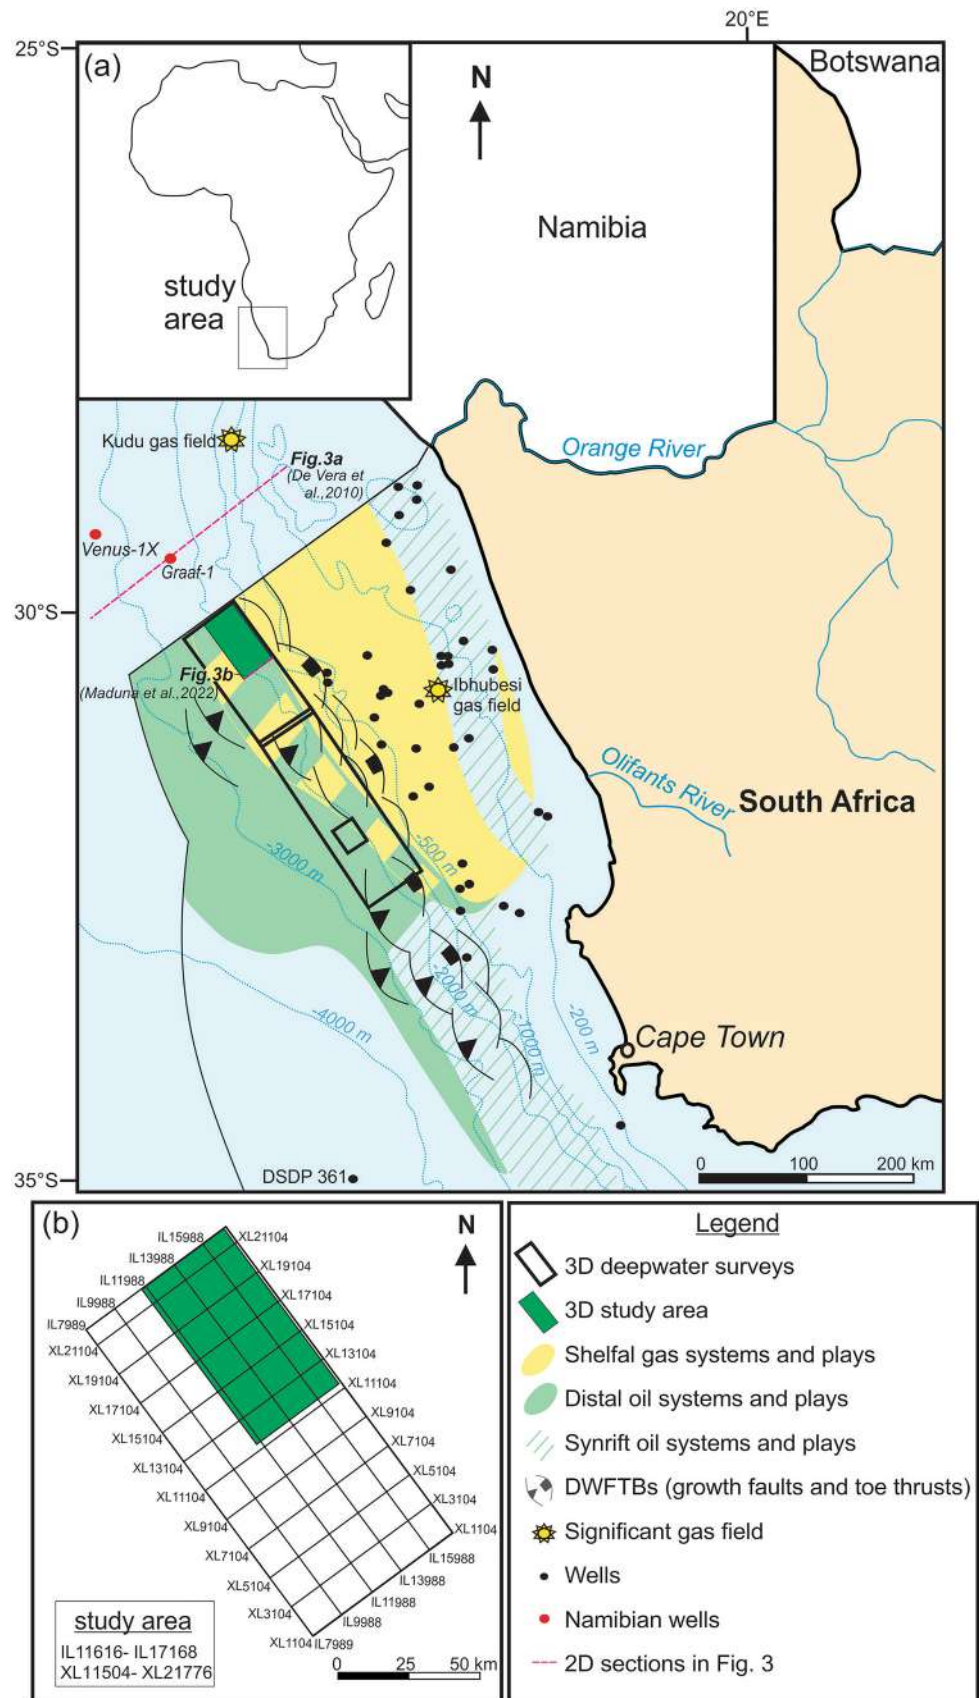 20°E
25°S
(a)
N
Botswana
Namibia
study
area
Kudu gas field
Fig.3a
(De Vera et
al.,2010)
Orange River
Venus-1X
Graaf-1
30°S
Fig.3b
(Maduna et al.,2022)
Ibhubesi
gas field
Olifants River
South Africa
-500 m
-3000 m
-2000 m
-1000 m
-200 m
-4000 m
Cape Town
DSDP 361
35°S
0 100 200 km
(b)
N
IL15988
IL13988
IL11988
IL9988
IL7989
XL21104
XL19104
XL17104
XL15104
XL13104
XL11104
XL9104
XL7104
XL5104
XL3104
XL1104
XL21104
XL19104
XL17104
XL15104
XL13104
XL11104
XL9104
XL7104
XL5104
XL3104
XL1104
IL15988
IL13988
IL11988
IL9988
IL7989
study area
IL11616- IL17168
XL11504- XL21776
0 25 50 km
Legend
3D deepwater surveys
3D study area
Shelfal gas systems and plays
Distal oil systems and plays
Synrift oil systems and plays
DWFTBs (growth faults and toe thrusts)
Significant gas field
Wells
Namibian wells
2D sections in Fig. 3